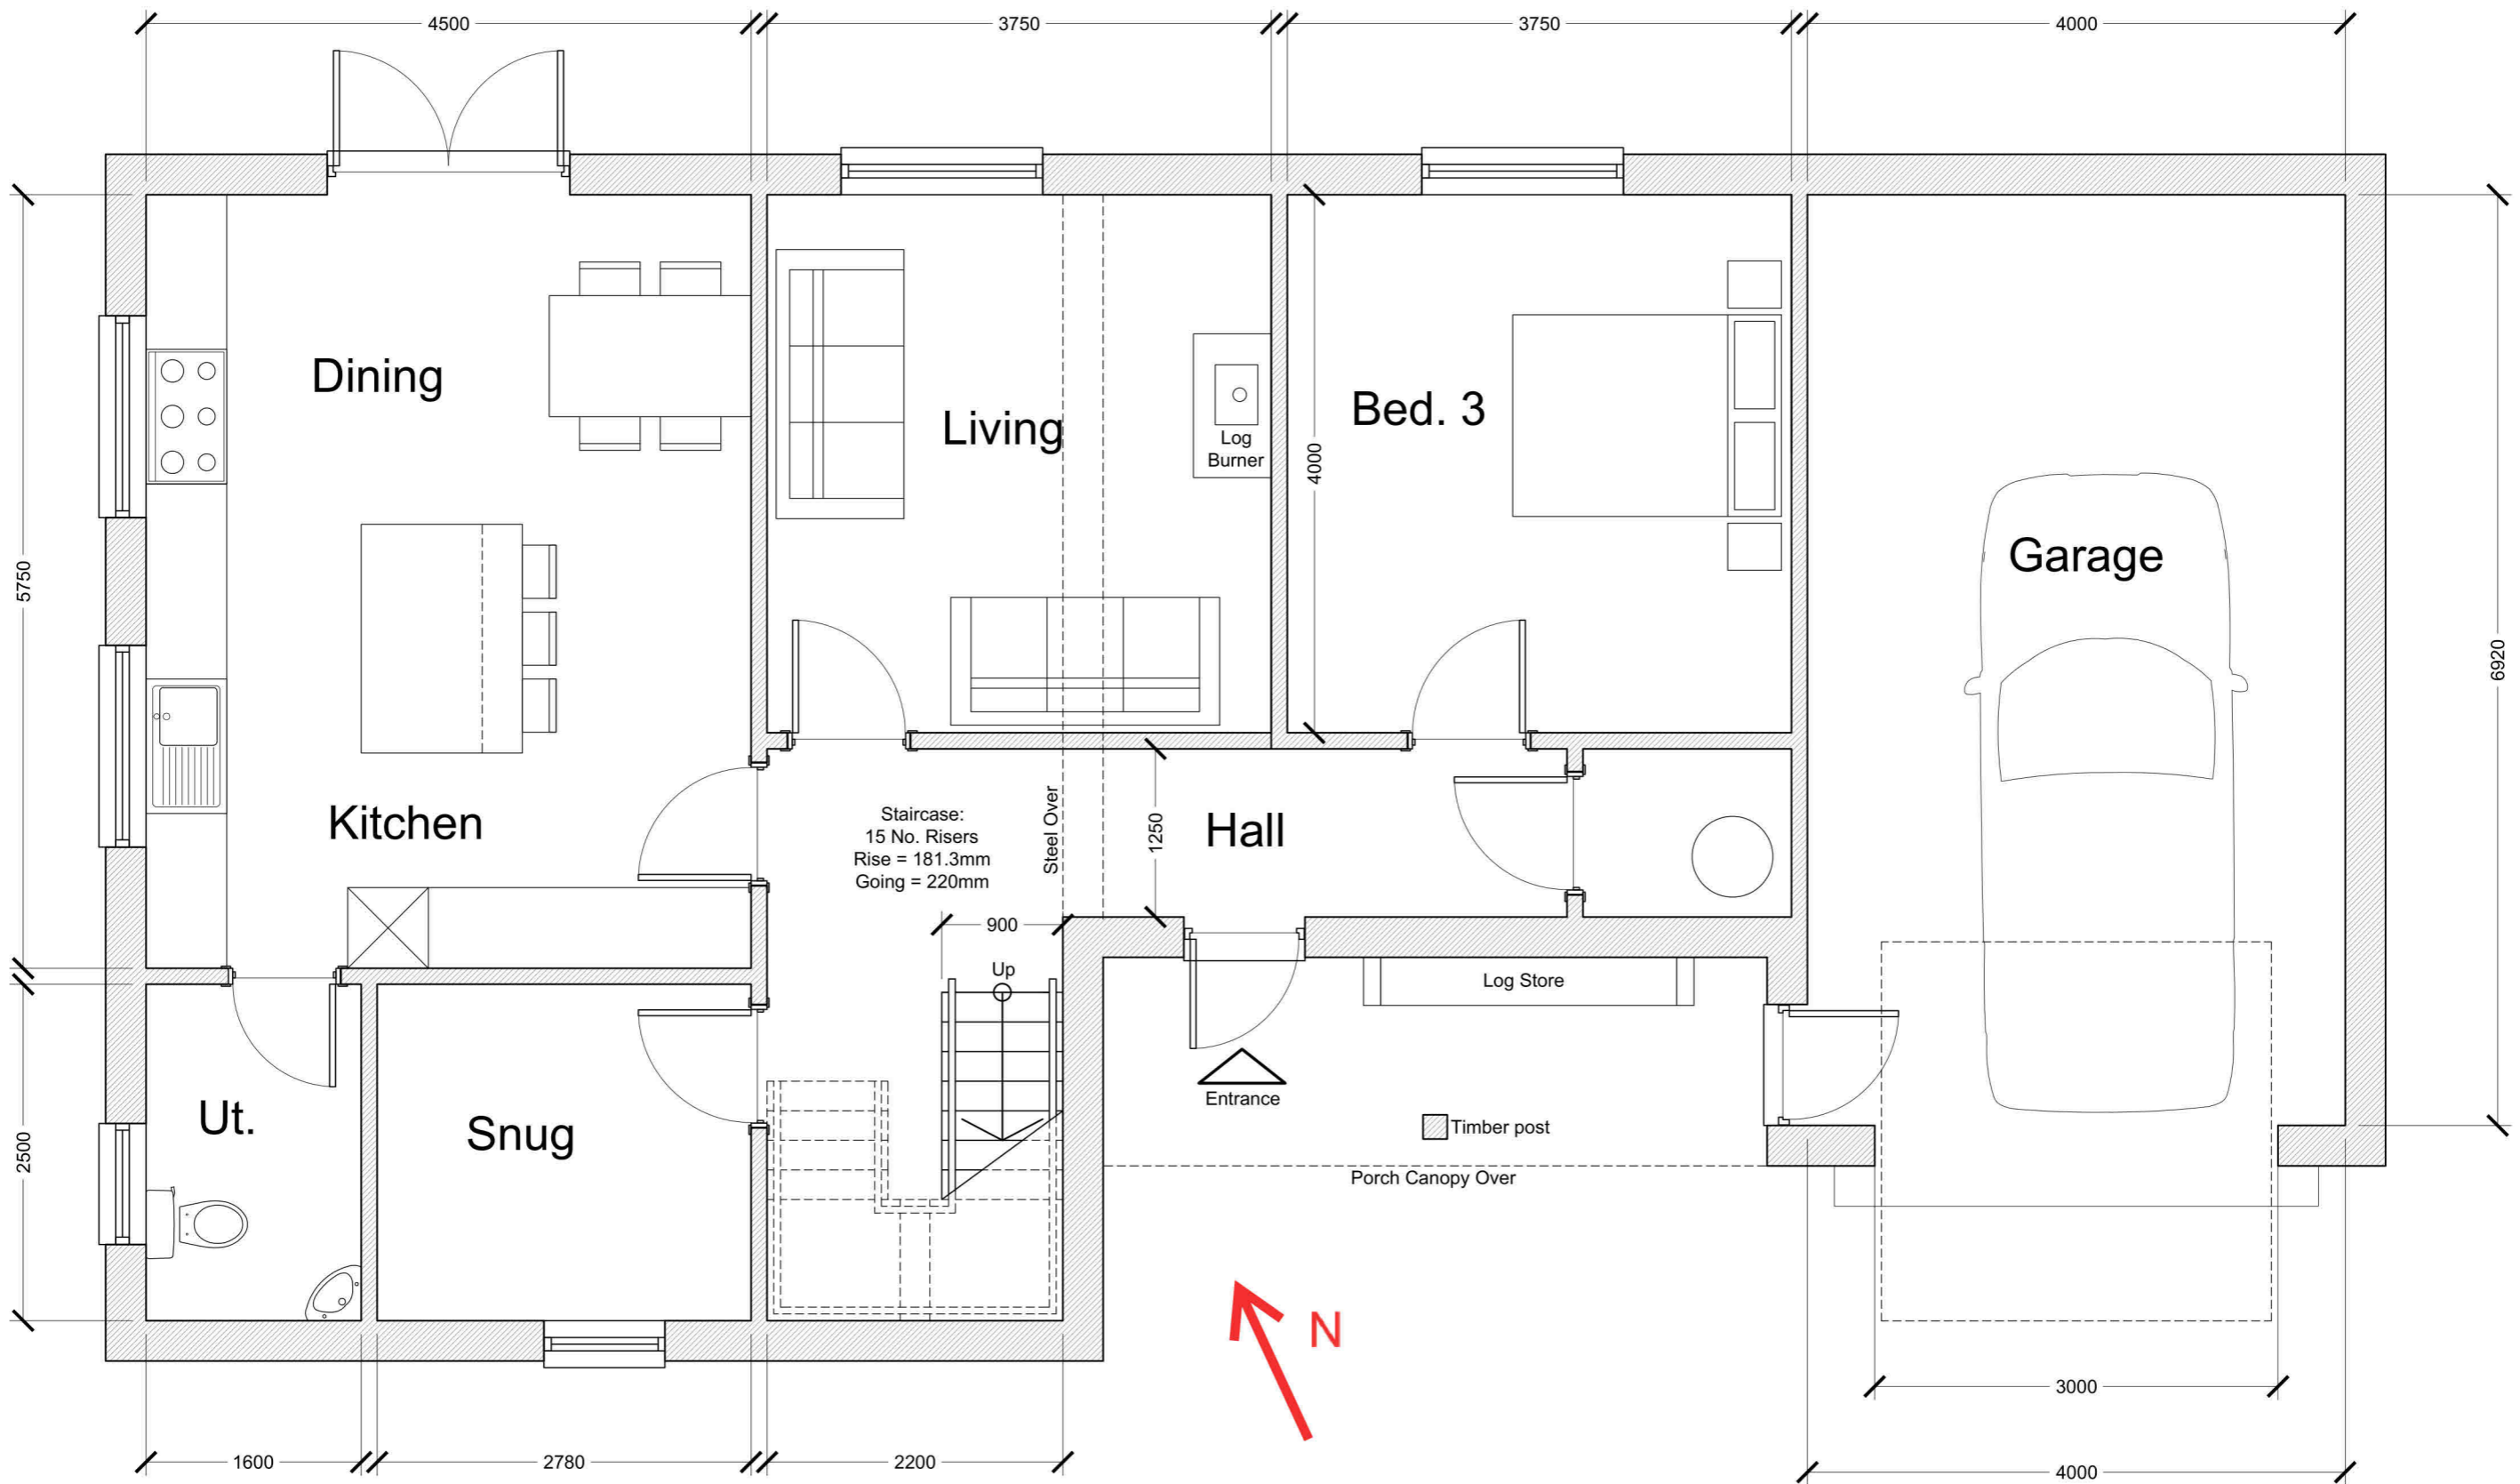 4500
3750
3750
4000
Dining
Living
Log
Burner
Bed. 3
4000
Garage
5750
6920
Kitchen
Staircase:
15 No. Risers
Rise = 181.3mm
Going = 220mm
Steel Over
1250
Hall
900
Up
Log Store
Entrance
Ut.
Snug
2500
Timber post
Porch Canopy Over
N
3000
1600
2780
2200
4000